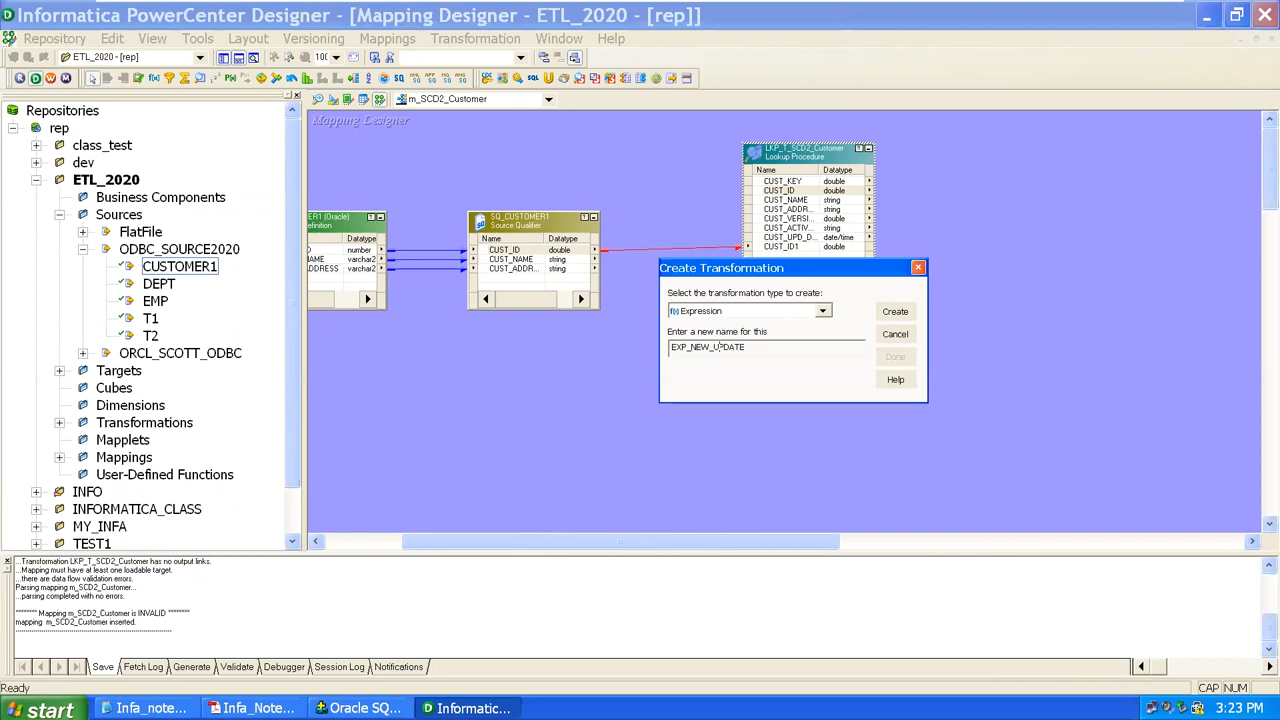 Informatica PowerCenter Designer - [Mapping Designer - ETL_2020 - [rep]]
Repository Edit View Tools Layout Versioning Mappings Transformation Window Help
ETL_2020 - [rep]
m_SCD2_Customer
Repositories
rep
class_test
dev
ETL_2020
Business Components
Sources
FlatFile
ODBC_SOURCE2020
CUSTOMER1
DEPT
EMP
T1
T2
ORCL_SCOTT_ODBC
Targets
Cubes
Dimensions
Transformations
Mapplets
Mappings
User-Defined Functions
INFO
INFORMATICA_CLASS
MY_INFA
TEST1
Mapping Designer
ER1 (Oracle)
efinition
Datatype
number
NAME varchar2
ADDRESS varchar2
SQ_CUSTOMER1
Source Qualifier
Name Datatype
CUST_ID double
CUST_NAME string
CUST_ADDR... string
LKP_T_SCD2_Customer
Lookup Procedure
Name Datatype
CUST_KEY double
CUST_ID double
CUST_NAME string
CUST_ADDR... string
CUST_VERSI... double
CUST_ACTIV... string
CUST_UPD_D... date/time
CUST_ID1 double
Create Transformation
Select the transformation type to create:
Expression
Create
Enter a new name for this
Cancel
EXP_NEW_UPDATE
Done
Help
...Transformation LKP_T_SCD2_Customer has no output links.
...Mapping must have at least one loadable target.
...there are data flow validation errors.
Parsing mapping m_SCD2_Customer...
...parsing completed with no errors.
******** Mapping m_SCD2_Customer is INVALID ********
mapping m_SCD2_Customer inserted.
Save Fetch Log Generate Validate Debugger Session Log Notifications
Ready
CAP NUM
start Infa_note... Infa_Note... Oracle SQ... Informatic... 3:23 PM